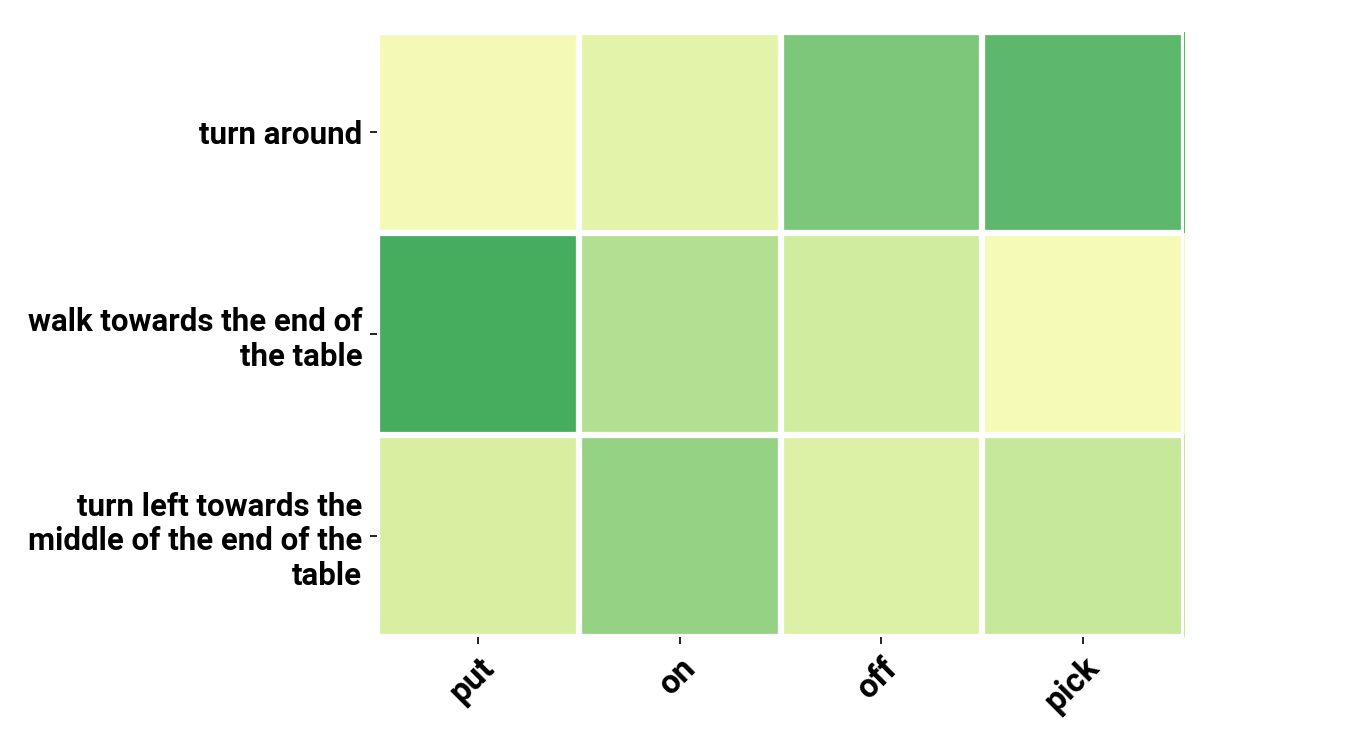 turn around
walk towards the end of
the table
turn left towards the
middle of the end of the
table
put
on
off
pick